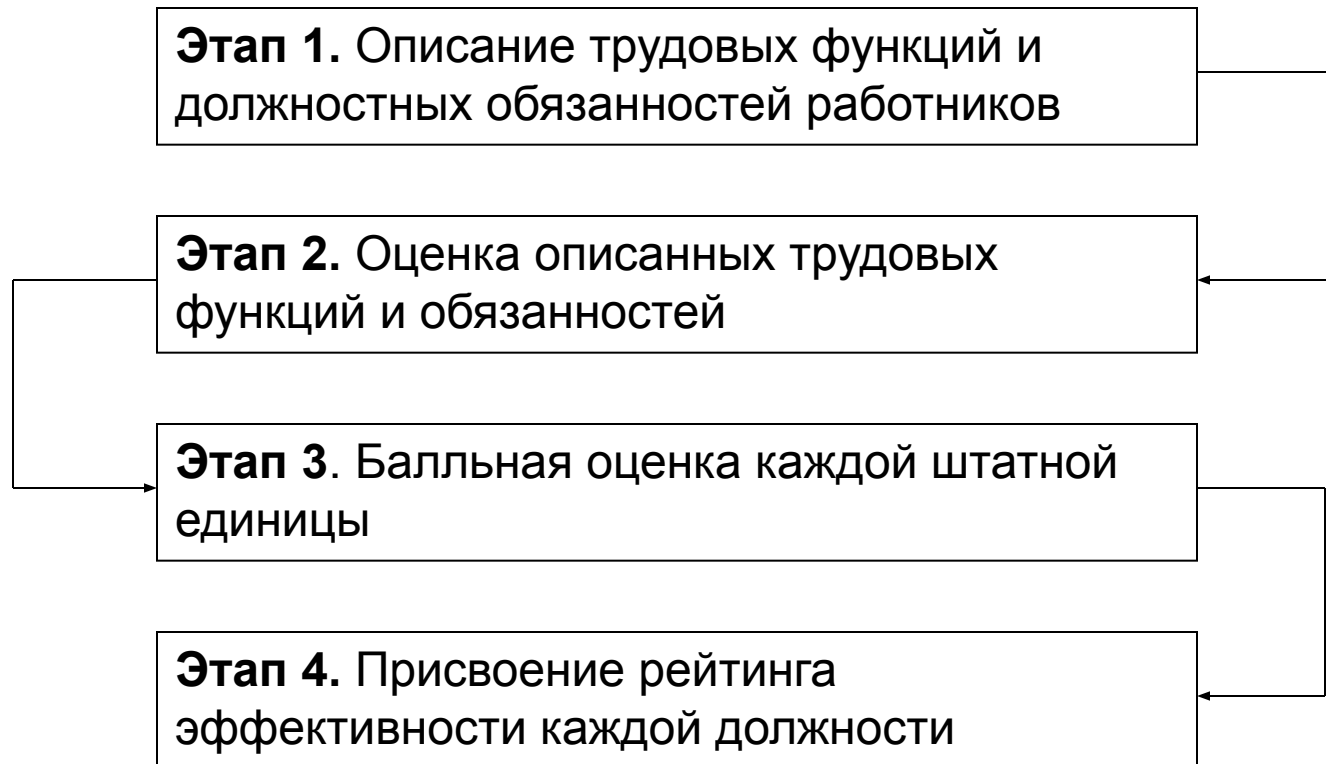 Этап 1. Описание трудовых функций и
должностных обязанностей работников
Этап 2. Оценка описанных трудовых
функций и обязанностей
Этап 3. Балльная оценка каждой штатной
единицы
Этап 4. Присвоение рейтинга
эффективности каждой должности